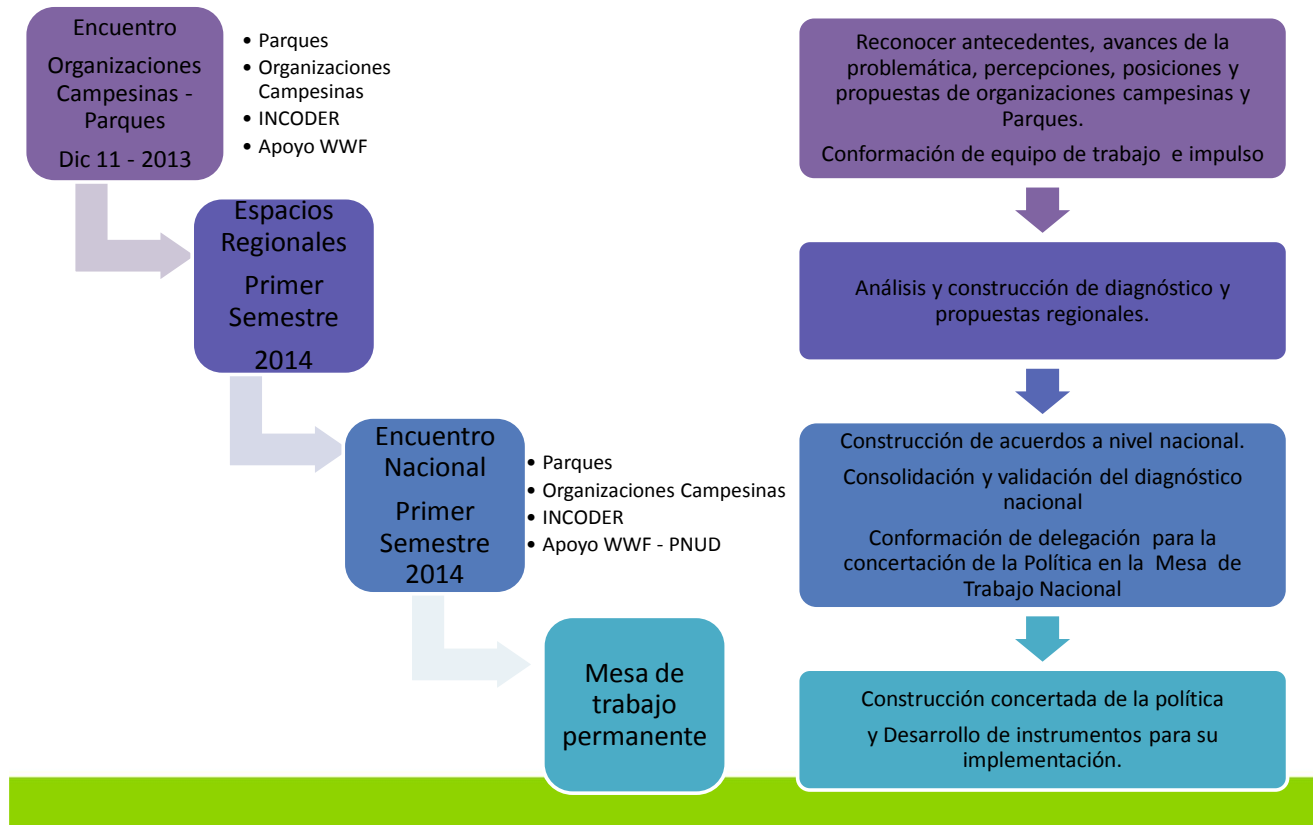 Encuentro
Organizaciones
Campesinas -
Parques
Dic 11 - 2013
• Parques
• Organizaciones
Campesinas
• INCODER
• Apoyo WWF
Espacios
Regionales
Primer
Semestre
2014
Encuentro
Nacional
Primer
Semestre
2014
• Parques
• Organizaciones Campesinas
• INCODER
• Apoyo WWF - PNUD
Mesa de
trabajo
permanente
Reconocer antecedentes, avances de la
problemática, percepciones, posiciones y
propuestas de organizaciones campesinas y
Parques.
Conformación de equipo de trabajo e impulso
Análisis y construcción de diagnóstico y
propuestas regionales.
Construcción de acuerdos a nivel nacional.
Consolidación y validación del diagnóstico
nacional
Conformación de delegación para la
concertación de la Política en la Mesa de
Trabajo Nacional
Construcción concertada de la política
y Desarrollo de instrumentos para su
implementación.